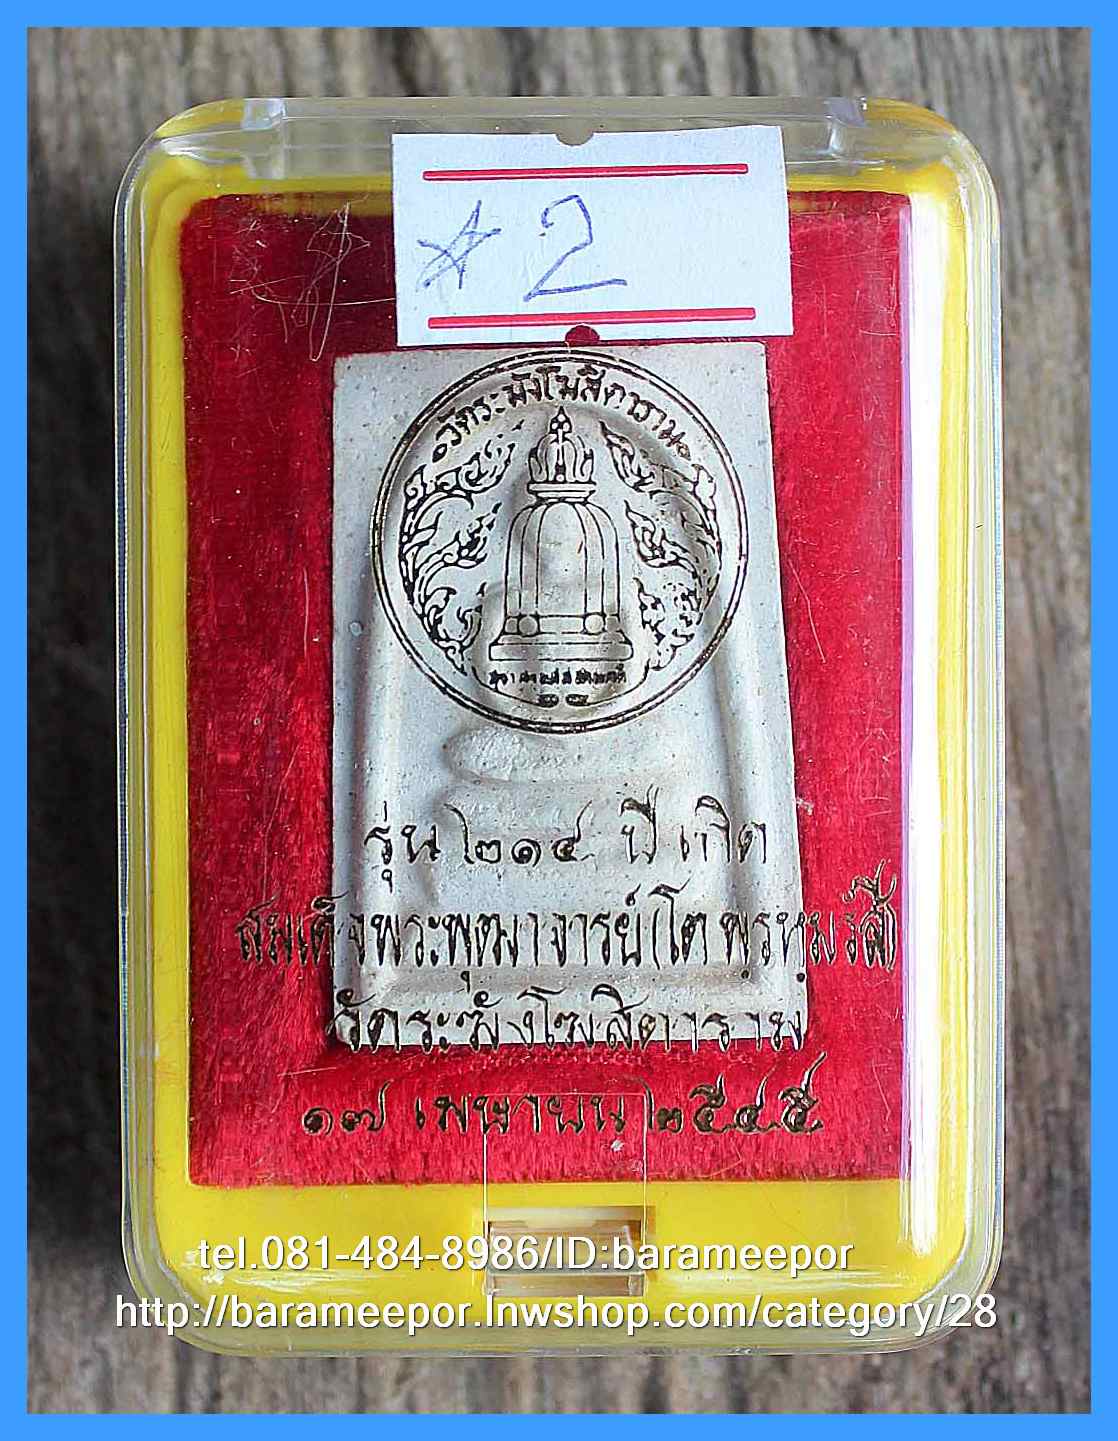 * 2
วัดระฆังโฆสิตาราม
รุ่น ๒๑๔ ปี เกิด
สมเด็จพระพุฒาจารย์(โต พฺรหฺมรํสี)
วัดระฆังโฆสิตาราม
๑๗ เมษายน ๒๕๔๕
tel.081-484-8986/ID:barameepor
http://barameepor.lnwshop.com/category/28